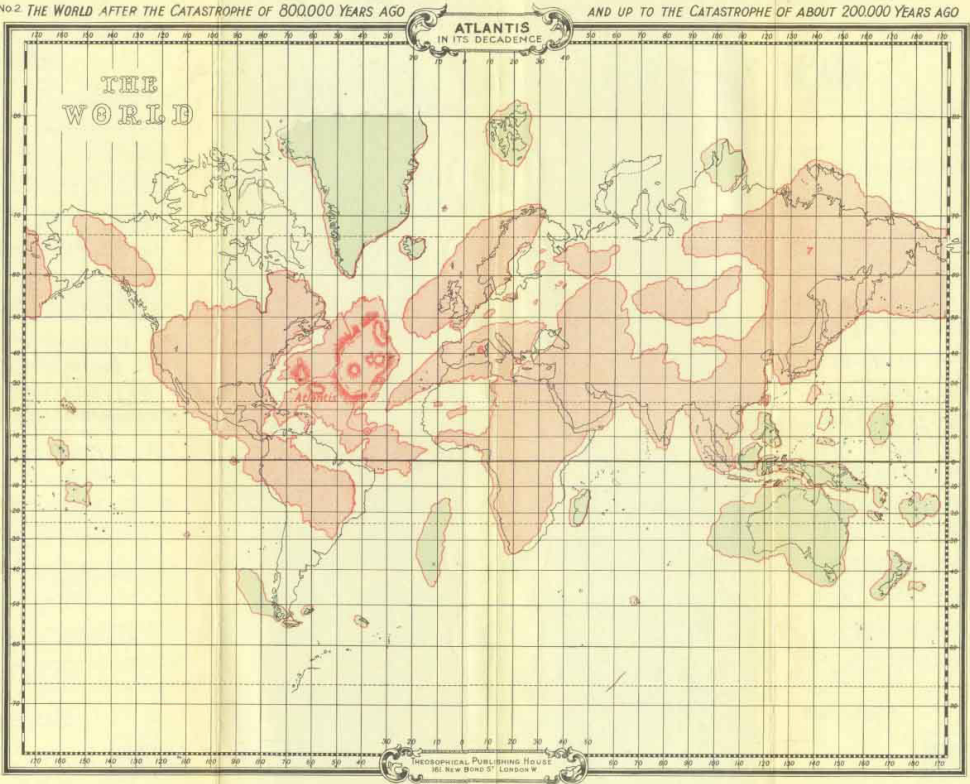 No 2. THE WORLD AFTER THE CATASTROPHE OF 800,000 YEARS AGO
AND UP TO THE CATASTROPHE OF ABOUT 200,000 YEARS AGO
ATLANTIS
IN ITS DECADENCE
THE
WORLD
Atlantis
THEOSOPHICAL PUBLISHING HOUSE
161 NEW BOND ST LONDON W